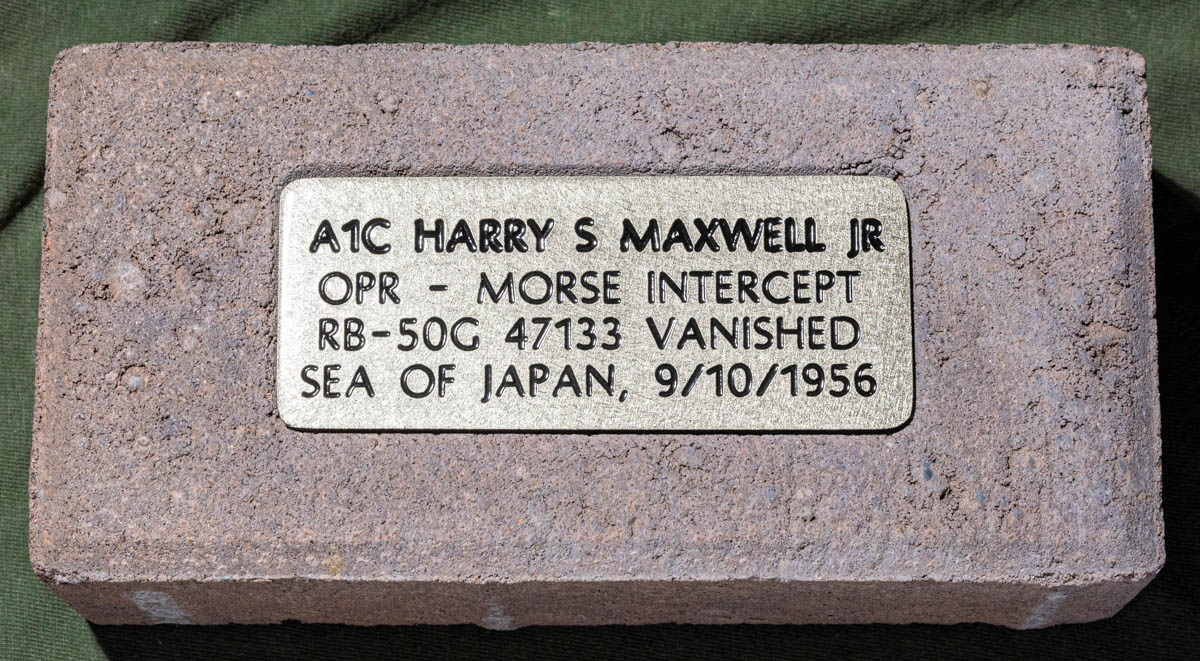 A1C HARRY S MAXWELL JR
OPR - MORSE INTERCEPT
RB-50G 47133 VANISHED
SEA OF JAPAN, 9/10/1956